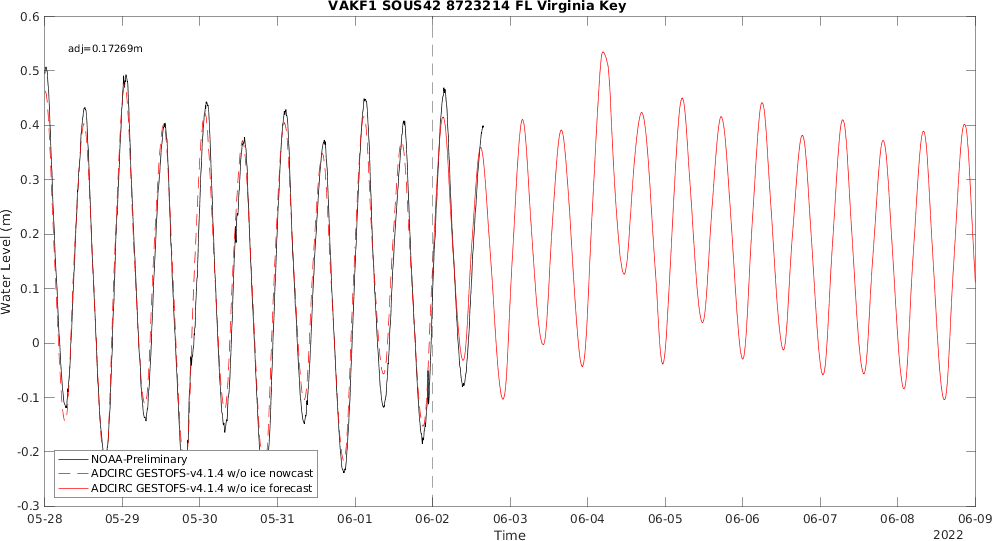 VAKF1 SOUS42 8723214 FL Virginia Key
0.6
0.5
0.4
0.3
0.2
0.1
0
-0.1
-0.2
-0.3
Water Level (m)
adj=0.17269m
NOAA-Preliminary
ADCIRC GESTOFS-v4.1.4 w/o ice nowcast
ADCIRC GESTOFS-v4.1.4 w/o ice forecast
05-28 05-29 05-30 05-31 06-01 06-02 06-03 06-04 06-05 06-06 06-07 06-08 06-09
Time
2022